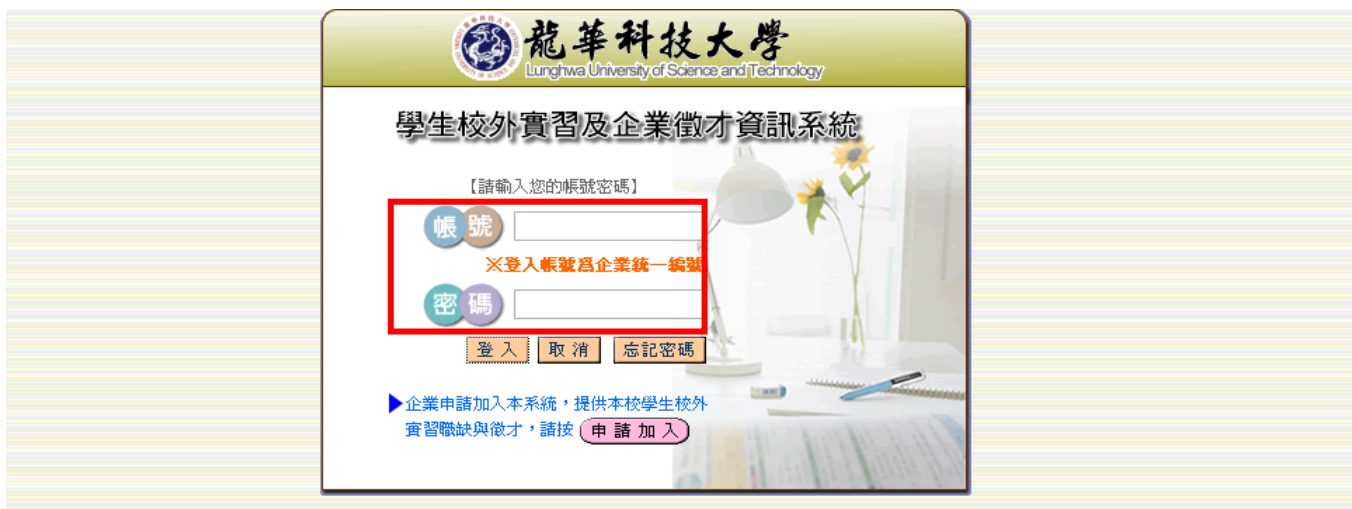 龍華科技大學
Lunghwa University of Science and Technology
學生校外實習及企業徵才資訊系統
【請輸入您的帳號密碼】
帳號
※登入帳號為企業統一編號
密碼
登入 取消 忘記密碼
企業申請加入本系統，提供本校學生校外
實習職缺與徵才，請按 申請加入